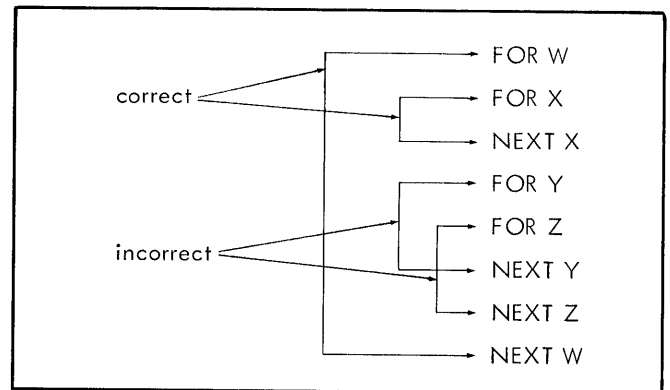 FOR W
correct
FOR X
NEXT X
FOR Y
FOR Z
incorrect
NEXT Y
NEXT Z
NEXT W